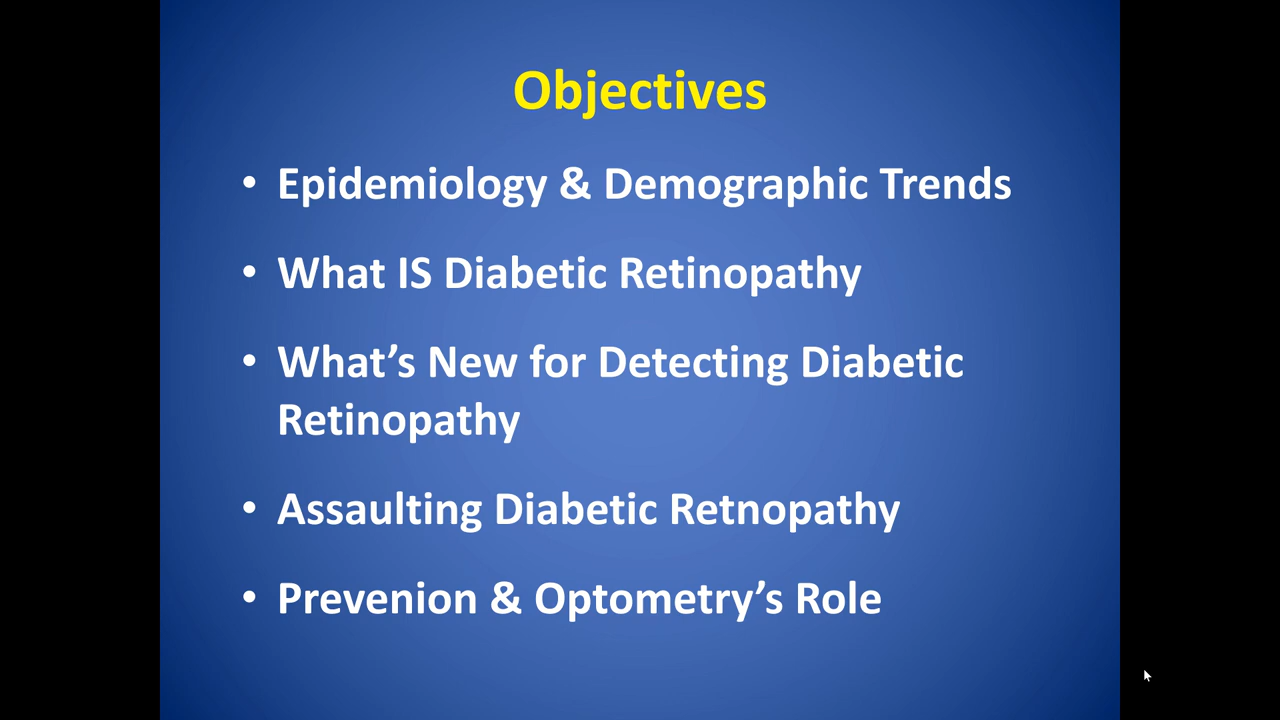 Objectives
• Epidemiology & Demographic Trends
• What IS Diabetic Retinopathy
• What’s New for Detecting Diabetic
Retinopathy
• Assaulting Diabetic Retnopathy
• Prevenion & Optometry’s Role